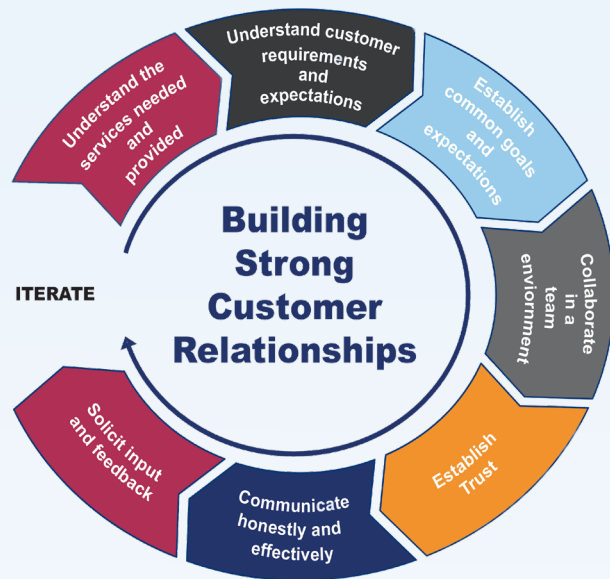 Understand the
services needed
and
provided
Understand customer
requirements
and
expectations
Establish
common goals
and
expectations
Collaborate
in a
team
enviornment
Establish
Trust
Communicate
honestly and
effectively
Solicit input
and feedback
ITERATE
Building
Strong
Customer
Relationships